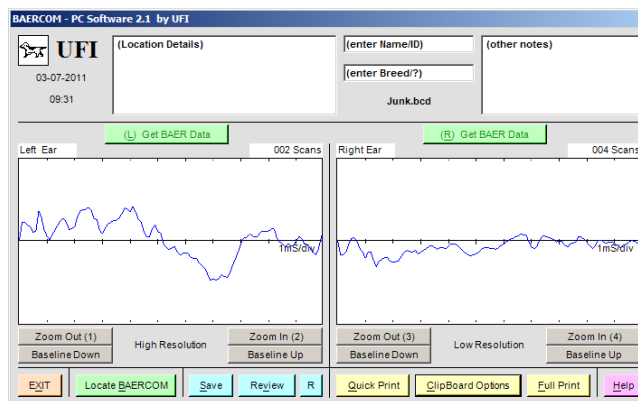 BAERCOM - PC Software 2.1 by UFI
UFI
03-07-2011
09:31
(Location Details)
(enter Name/ID)
(enter Breed/?)
Junk.bcd
(other notes)
(L) Get BAER Data
(R) Get BAER Data
Left Ear
002 Scans
Right Ear
004 Scans
1mS/div
1mS/div
Zoom Out (1)
Baseline Down
High Resolution
Zoom In (2)
Baseline Up
Zoom Out (3)
Baseline Down
Low Resolution
Zoom In (4)
Baseline Up
EXIT
Locate BAERCOM
Save
Review
R
Quick Print
ClipBoard Options
Full Print
Help